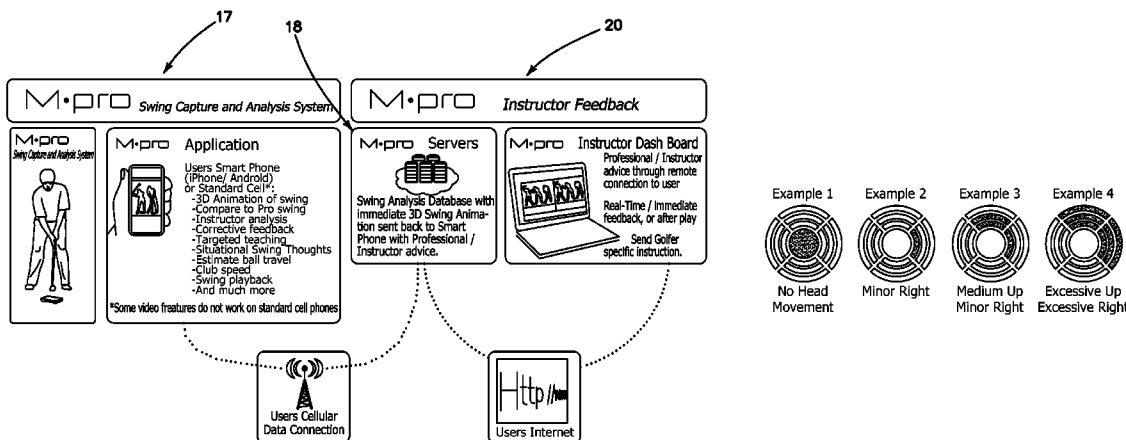 17
18
20
M•pro Swing Capture and Analysis System
M•pro Instructor Feedback
M•pro
Swing Capture and Analysis System
M•pro Application
Users Smart Phone
(iPhone/ Android)
or Standard Cell*:
-3D Animation of swing
-Compare to Pro swing
-Instructor analysis
-Corrective feedback
-Targeted teaching
-Situational Swing Thoughts
-Estimate ball travel
-Club speed
-Swing playback
-And much more
*Some video freatures do not work on standard cell phones
M•pro Servers
Swing Analysis Database with
immediate 3D Swing Anima-
tion sent back to Smart
Phone with Professional /
Instructor advice.
M•pro Instructor Dash Board
Professional / Instructor
advice through remote
connection to user
Real-Time / Immediate
feedback, or after play
Send Golfer
specific instruction.
Users Cellular
Data Connection
Http://
Users Internet
Example 1
No Head
Movement
Example 2
Minor Right
Example 3
Medium Up
Minor Right
Example 4
Excessive Up
Excessive Right